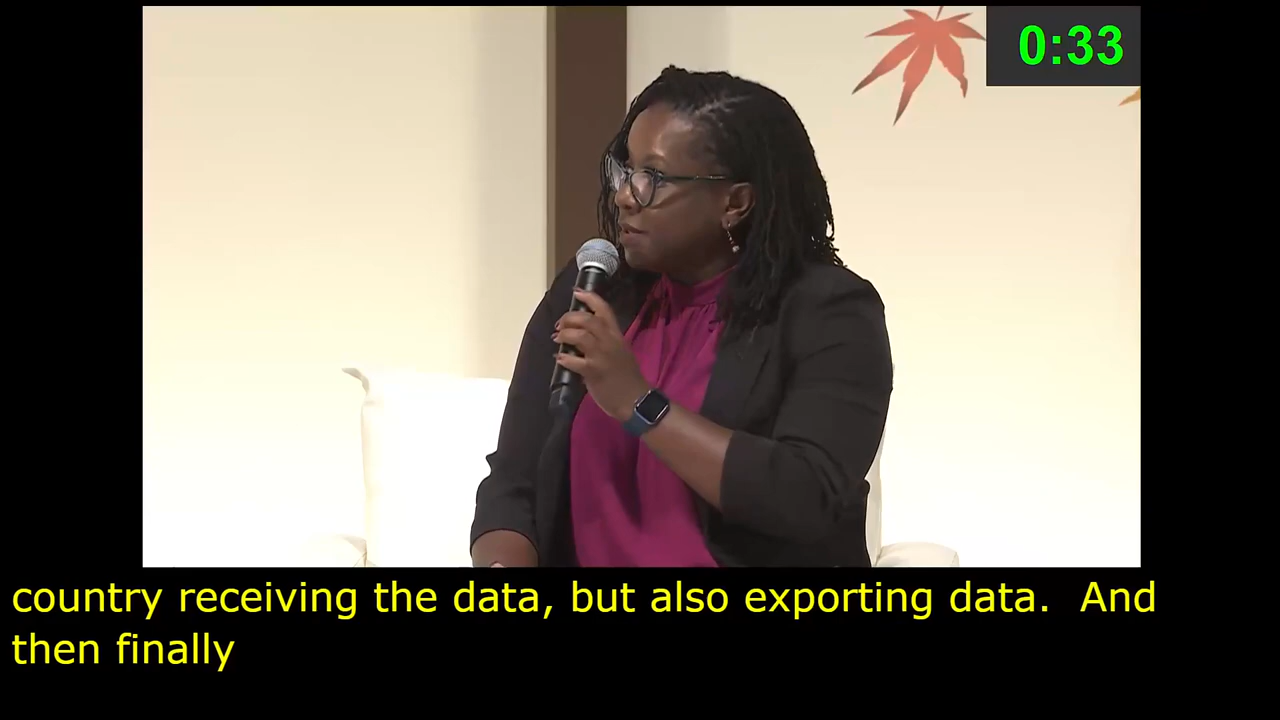 0:33
country receiving the data, but also exporting data.  And
then finally